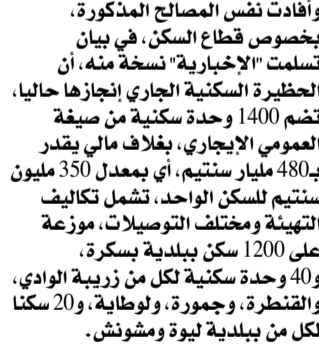 وأفادت نفس المصالح المذكورة،
بخصوص قطاع السكن، في بيان
تسلمت "الإخبارية" نسخة منه، أن
الحظيرة السكنية الجاري إنجازها حاليا،
تضم 1400 وحدة سكنية من صيغة
العمومي الإيجاري، بغلاف مالي يقدر
بـ480 مليار سنتيم، أي بمعدل 350 مليون
سنتيم للسكن الواحد، تشمل تكاليف
التهيئة ومختلف التوصيلات، موزعة
على 1200 سكن ببلدية بسكرة،
و40 وحدة سكنية لكل من زريبة الوادي،
والقنطرة، وجمورة، ولوطاية، و20 سكنا
لكل من ببلدية ليوة ومشونش.